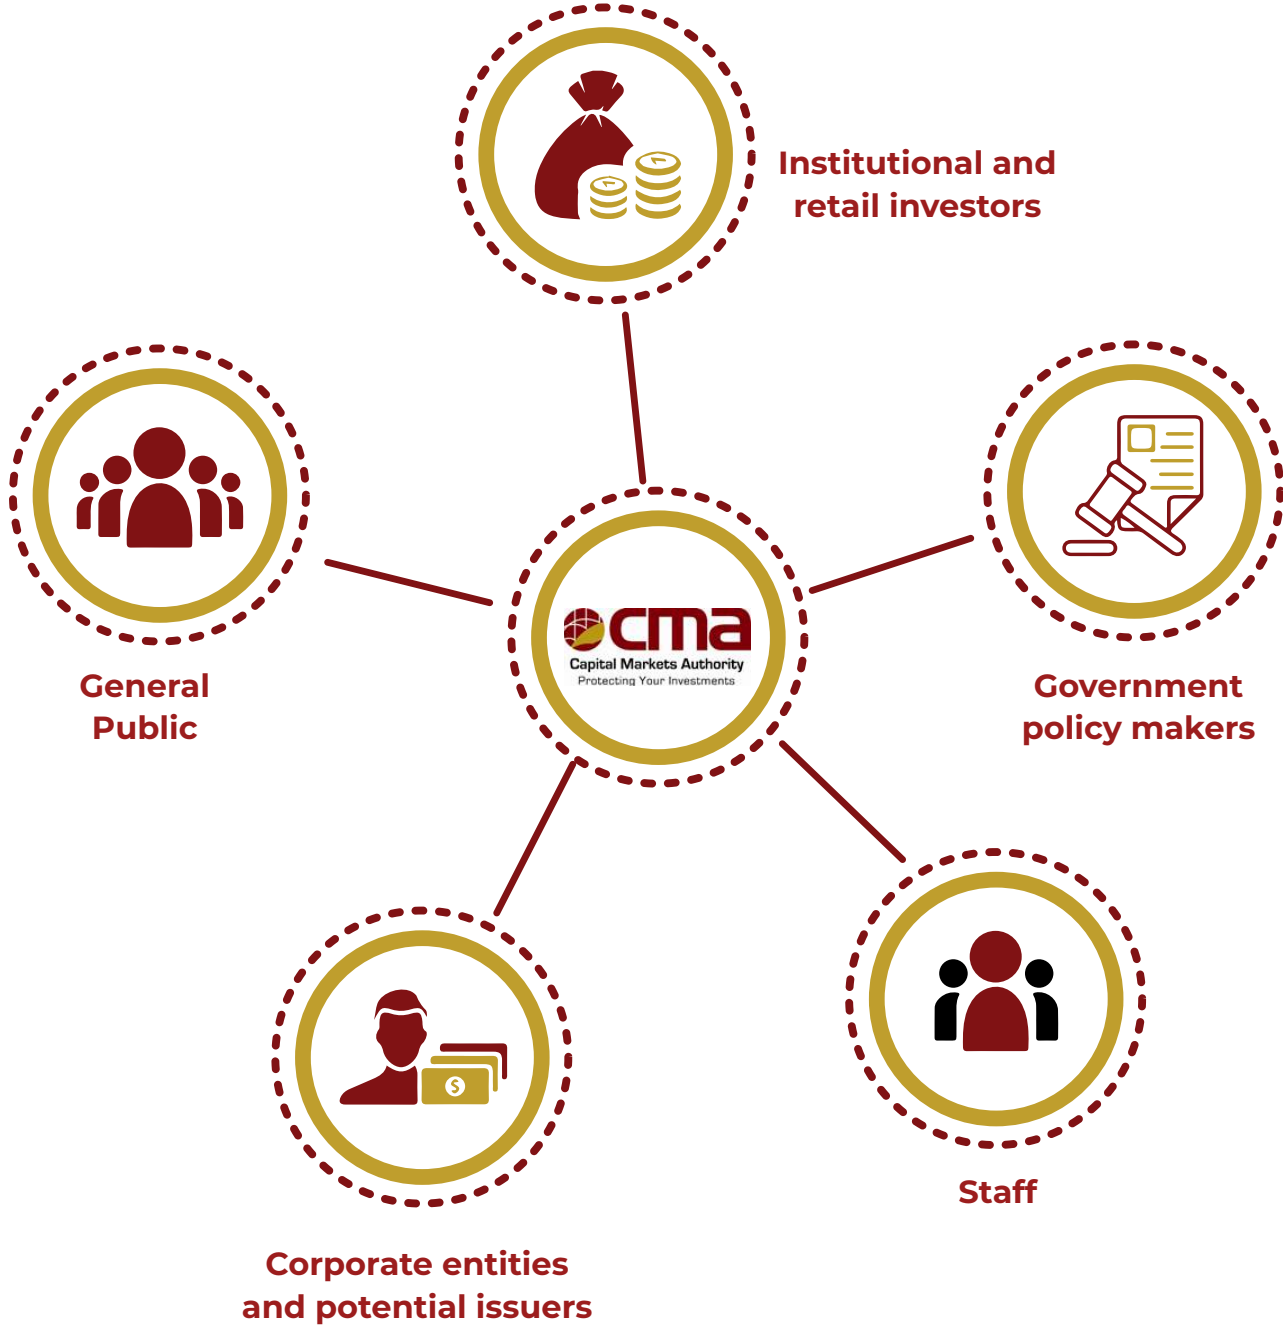 Institutional and
retail investors
General
Public
cma
Capital Markets Authority
Protecting Your Investments
Government
policy makers
Staff
Corporate entities
and potential issuers